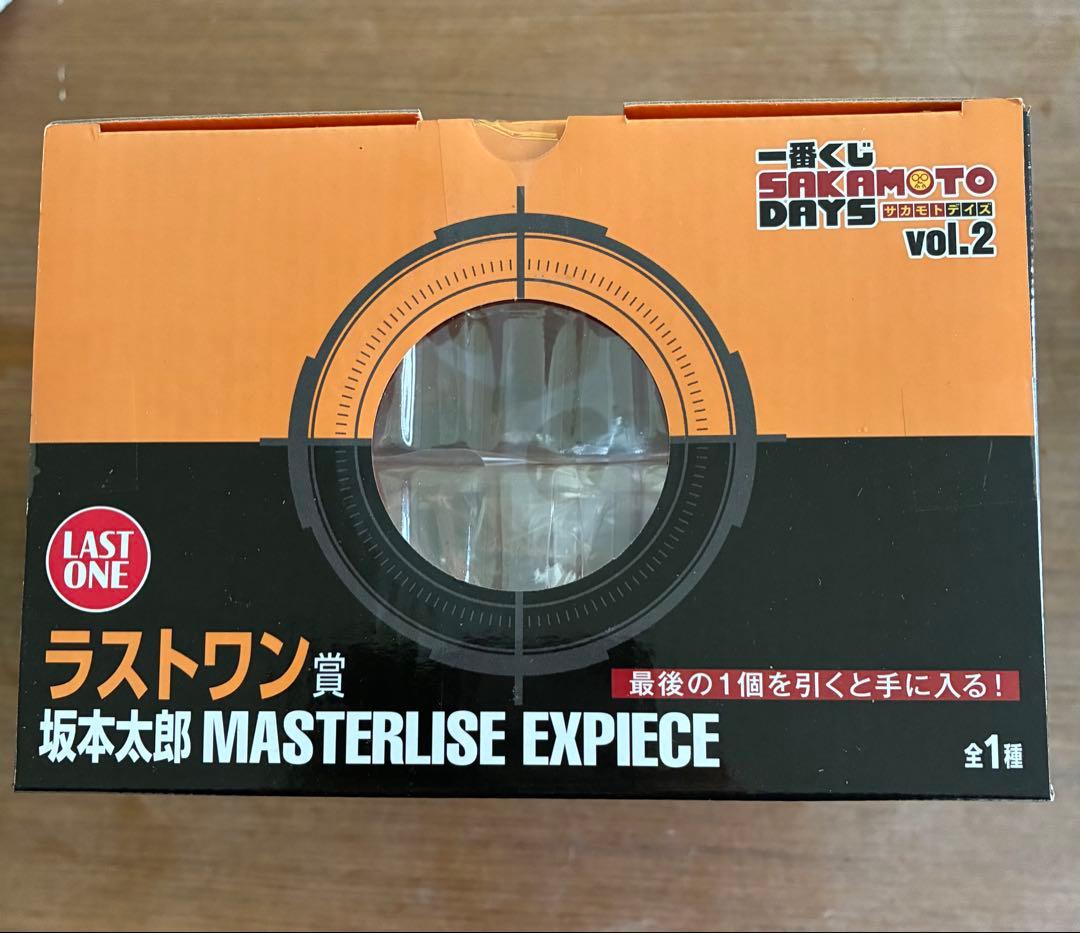 一番くじ
SAKAMOTO
DAYS サカモトデイズ
vol.2
LAST
ONE
ラストワン賞
最後の1個を引くと手に入る!
坂本太郎 MASTERLISE EXPIECE
全1種